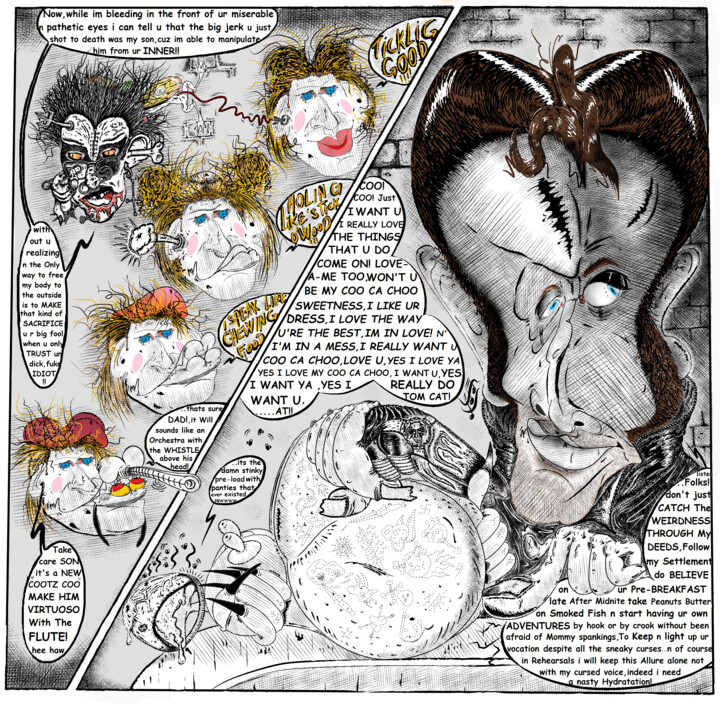 Now,while im bleeding in the front of ur miserable
n pathetic eyes i can tell u that the big jerk u just
shot to death was my son,cuz im able to manipulate
him from ur INNER!!
TICKLIG
GOOD
!!!
HOLIN G
LIKE STICK
O WOOD
I SPEAK LIKE
CHEWING
FOOD
with
out u
realizing
n the Only
way to free
my body to
the outside
is to MAKE
that kind of
SACRIFICE
u r big fool
when u only
TRUST ur
dick,fuk
IDIOT
!!
..thats sure
DAD!,it Will
sounds like an
Orchestra with
the WHISTLE
above his
head!
Take
care SON
, it's a NEW
COOTZ COO
MAKE HIM
VIRTUOSO
With The
FLUTE!
hee haw
COO!
COO! Just
I WANT U
I REALLY LOVE
THE THINGS
THAT U DO
COME ON! LOVE-
A-ME TOO,WON'T U
BE MY COO CA CHOO
SWEETNESS,I LIKE UR
DRESS,I LOVE THE WAY
U'RE THE BEST,IM IN LOVE! N'
I'M IN A MESS,I REALLY WANT U
COO CA CHOO,LOVE U,YES I LOVE YA
YES I LOVE MY COO CA CHOO, I WANT U,YES
I WANT YA ,YES I REALLY DO
WANT U. TOM CAT!
.....AT!!
..its the
damn stinky
pre-load with
panties that
ever existed
listen
..Folks!
don't just
CATCH The
WEIRDNESS
THROUGH My
DEEDS,Follow
my Settlement
do BELIEVE
on ur Pre-BREAKFAST
late After Midnite take Peanuts Butter
on Smoked Fish n start having ur own
ADVENTURES by hook or by crook without been
afraid of Mommy spankings,To Keep n light up ur
vocation despite all the sneaky curses..n of course
in Rehearsals i will keep this Allure alone not
with my cursed voice,indeed i need
a nasty Hydration!